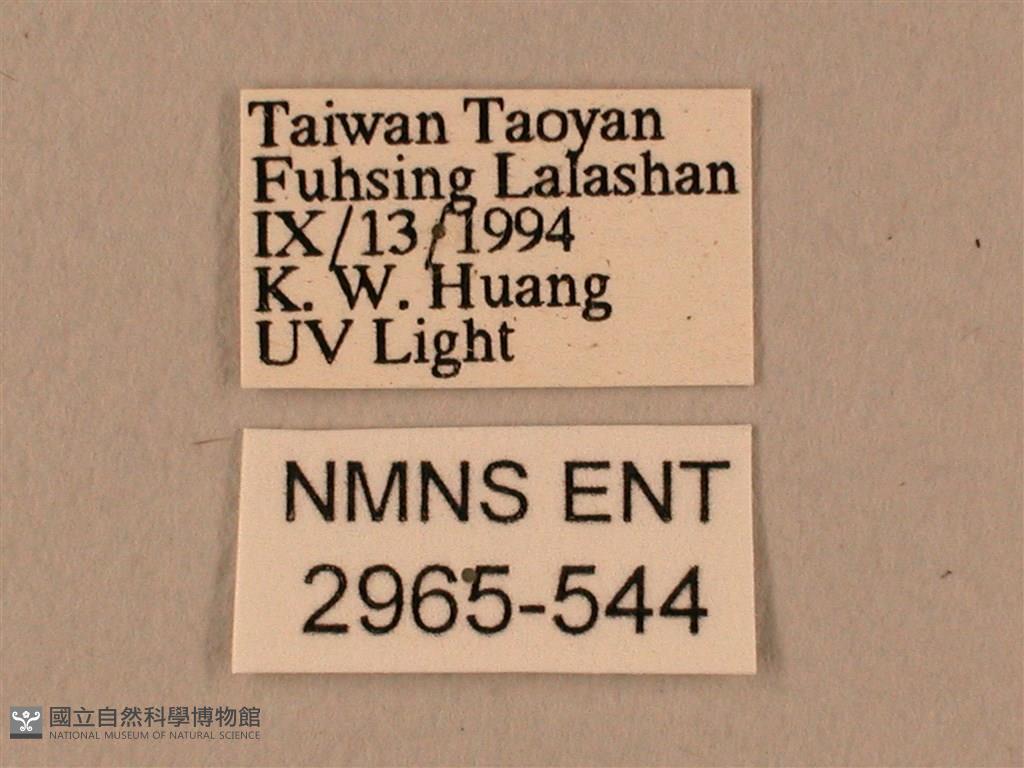 Taiwan Taoyan
Fuhsing Lalashan
IX/13/1994
K. W. Huang
UV Light
NMNS ENT
2965-544
國立自然科學博物館
NATIONAL MUSEUM OF NATURAL SCIENCE